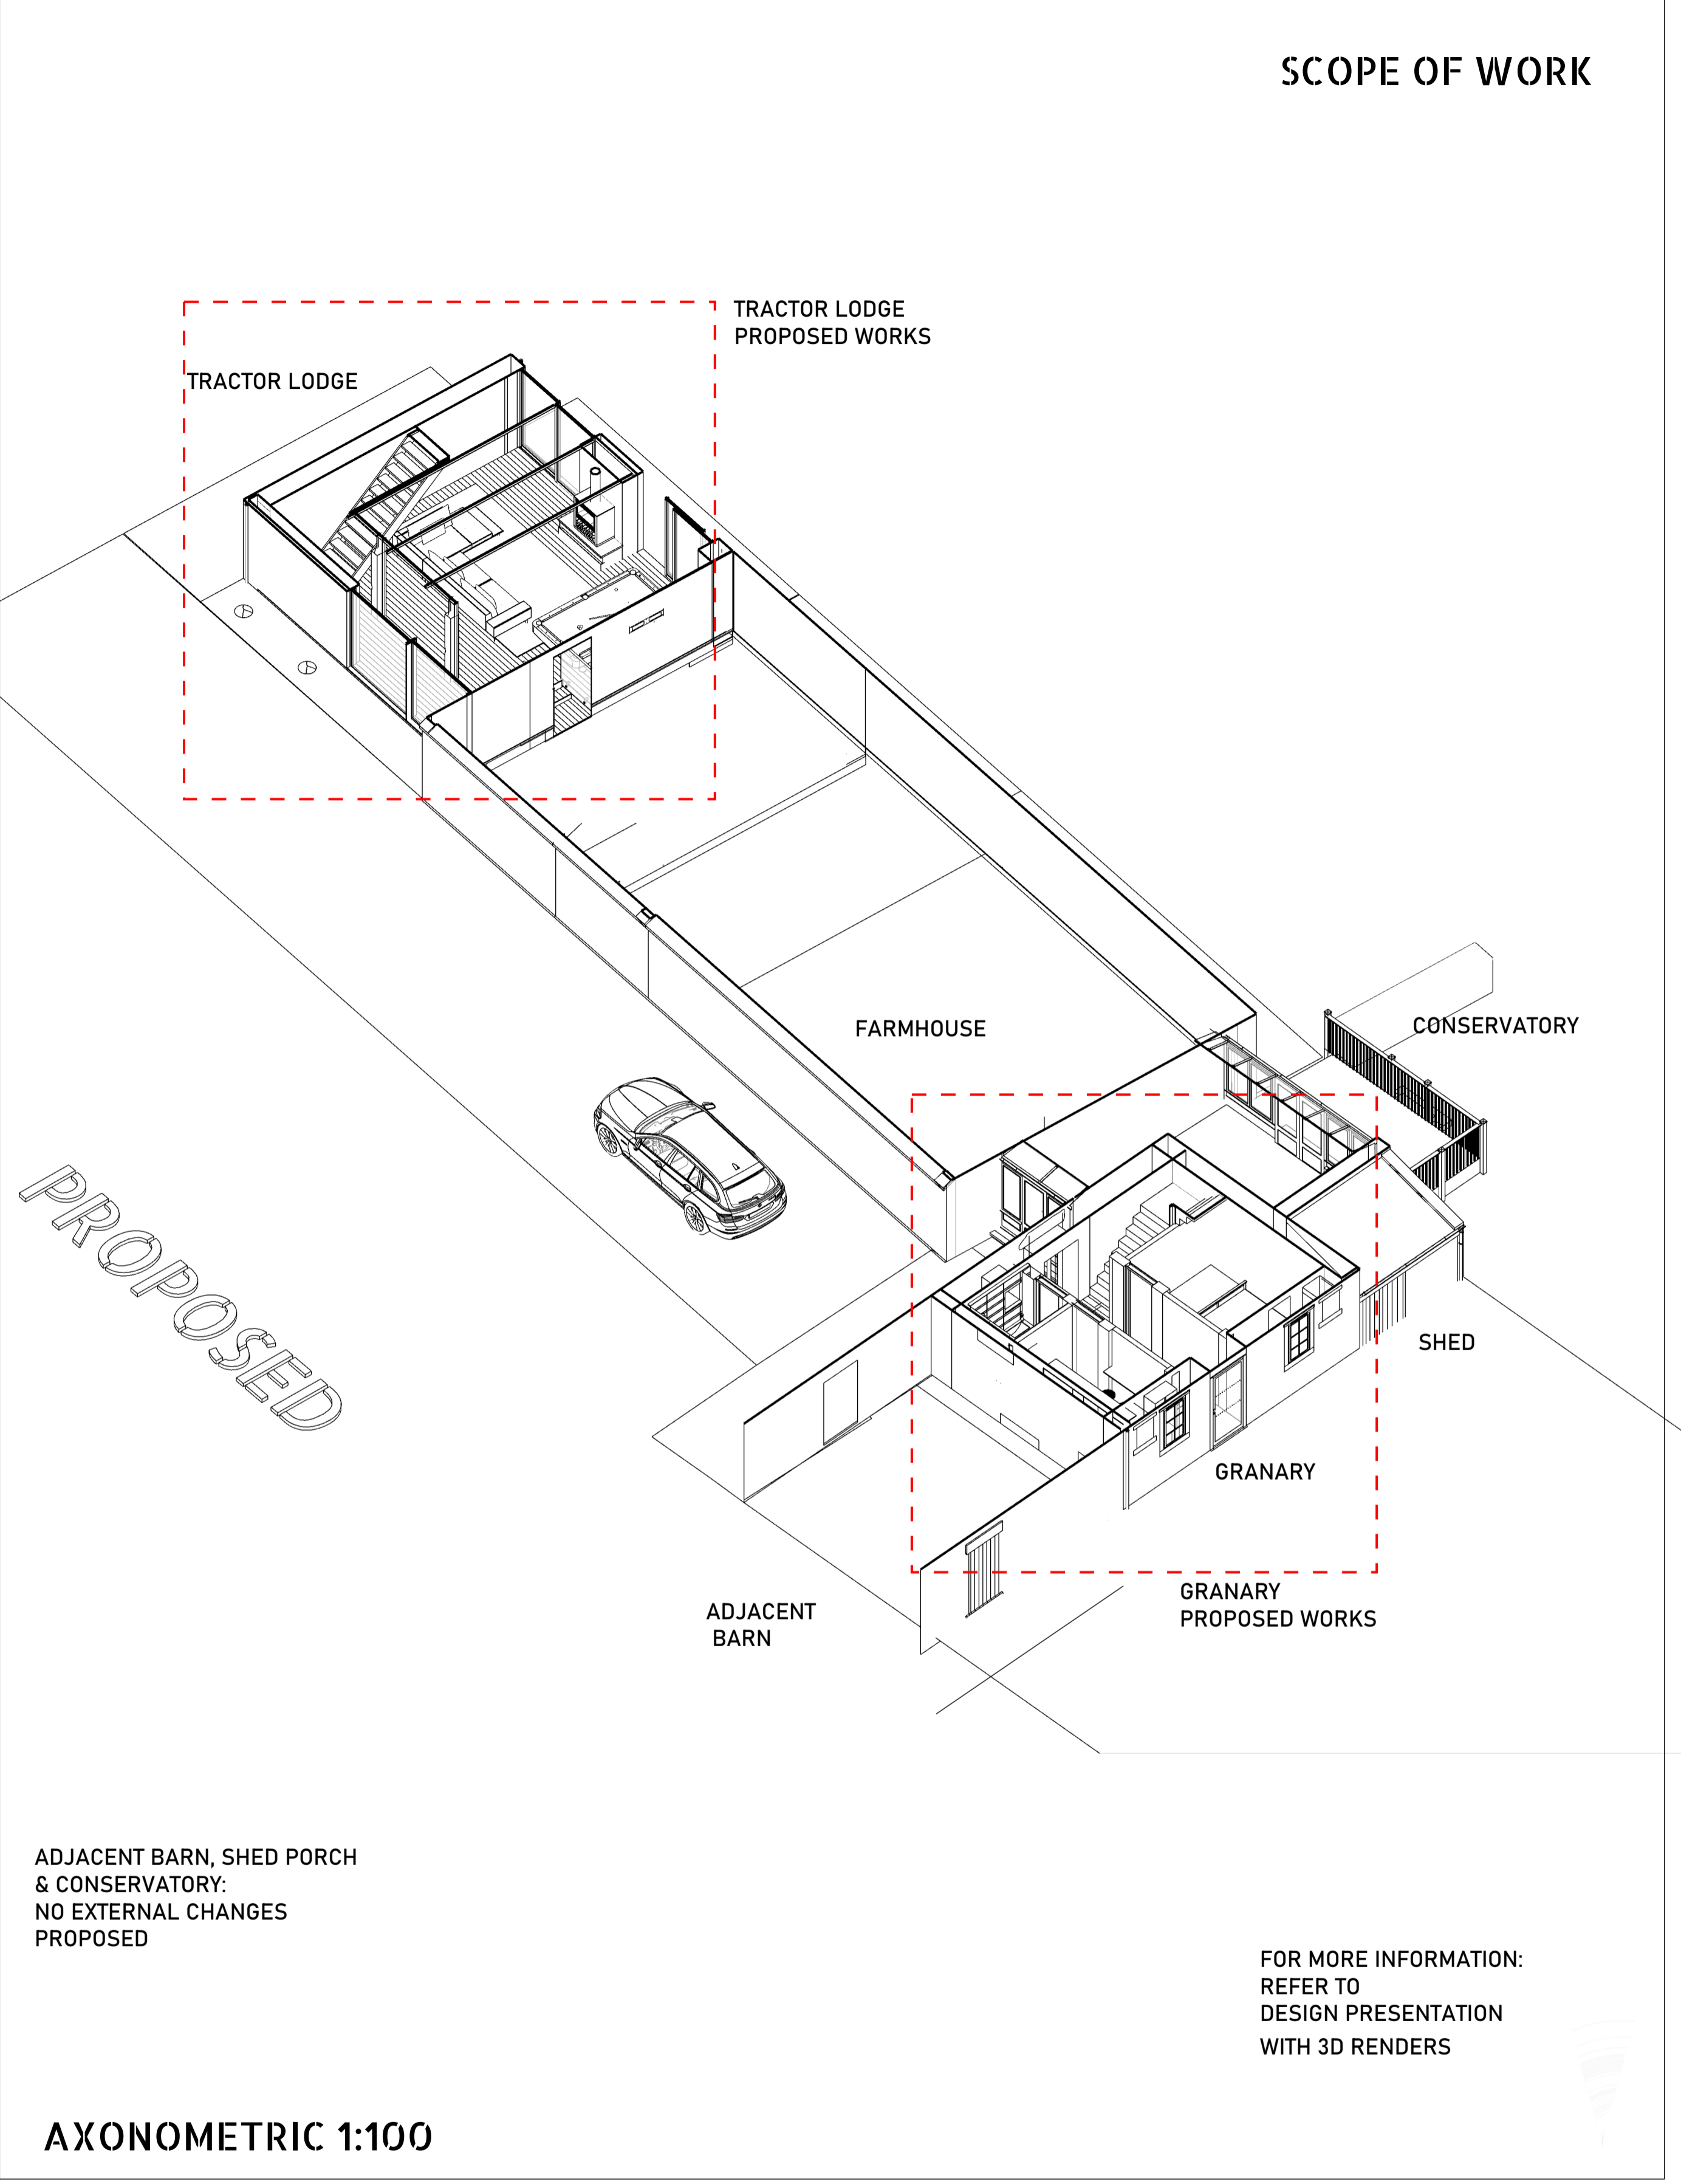 SCOPE OF WORK
TRACTOR LODGE
PROPOSED WORKS
TRACTOR LODGE
FARMHOUSE
CONSERVATORY
PROPOSED
SHED
GRANARY
GRANARY
PROPOSED WORKS
ADJACENT
BARN
ADJACENT BARN, SHED PORCH
& CONSERVATORY:
NO EXTERNAL CHANGES
PROPOSED
FOR MORE INFORMATION:
REFER TO
DESIGN PRESENTATION
WITH 3D RENDERS
AXONOMETRIC 1:100